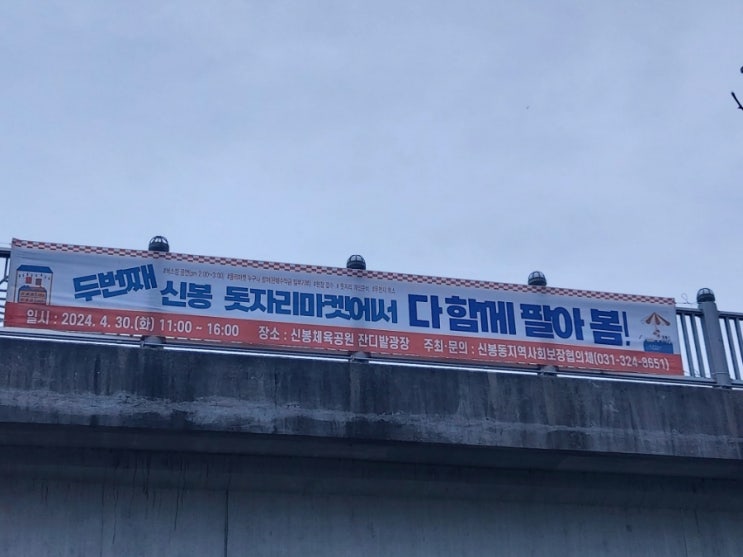 두번째 신봉 돗자리마켓에서 다 함께 팔아 봄!
일시 : 2024. 4. 30.(화) 11:00 ~ 16:00 장소 : 신봉체육공원 잔디밭광장 주최·문의 : 신봉동지역사회보장협의체(031-324-9651)